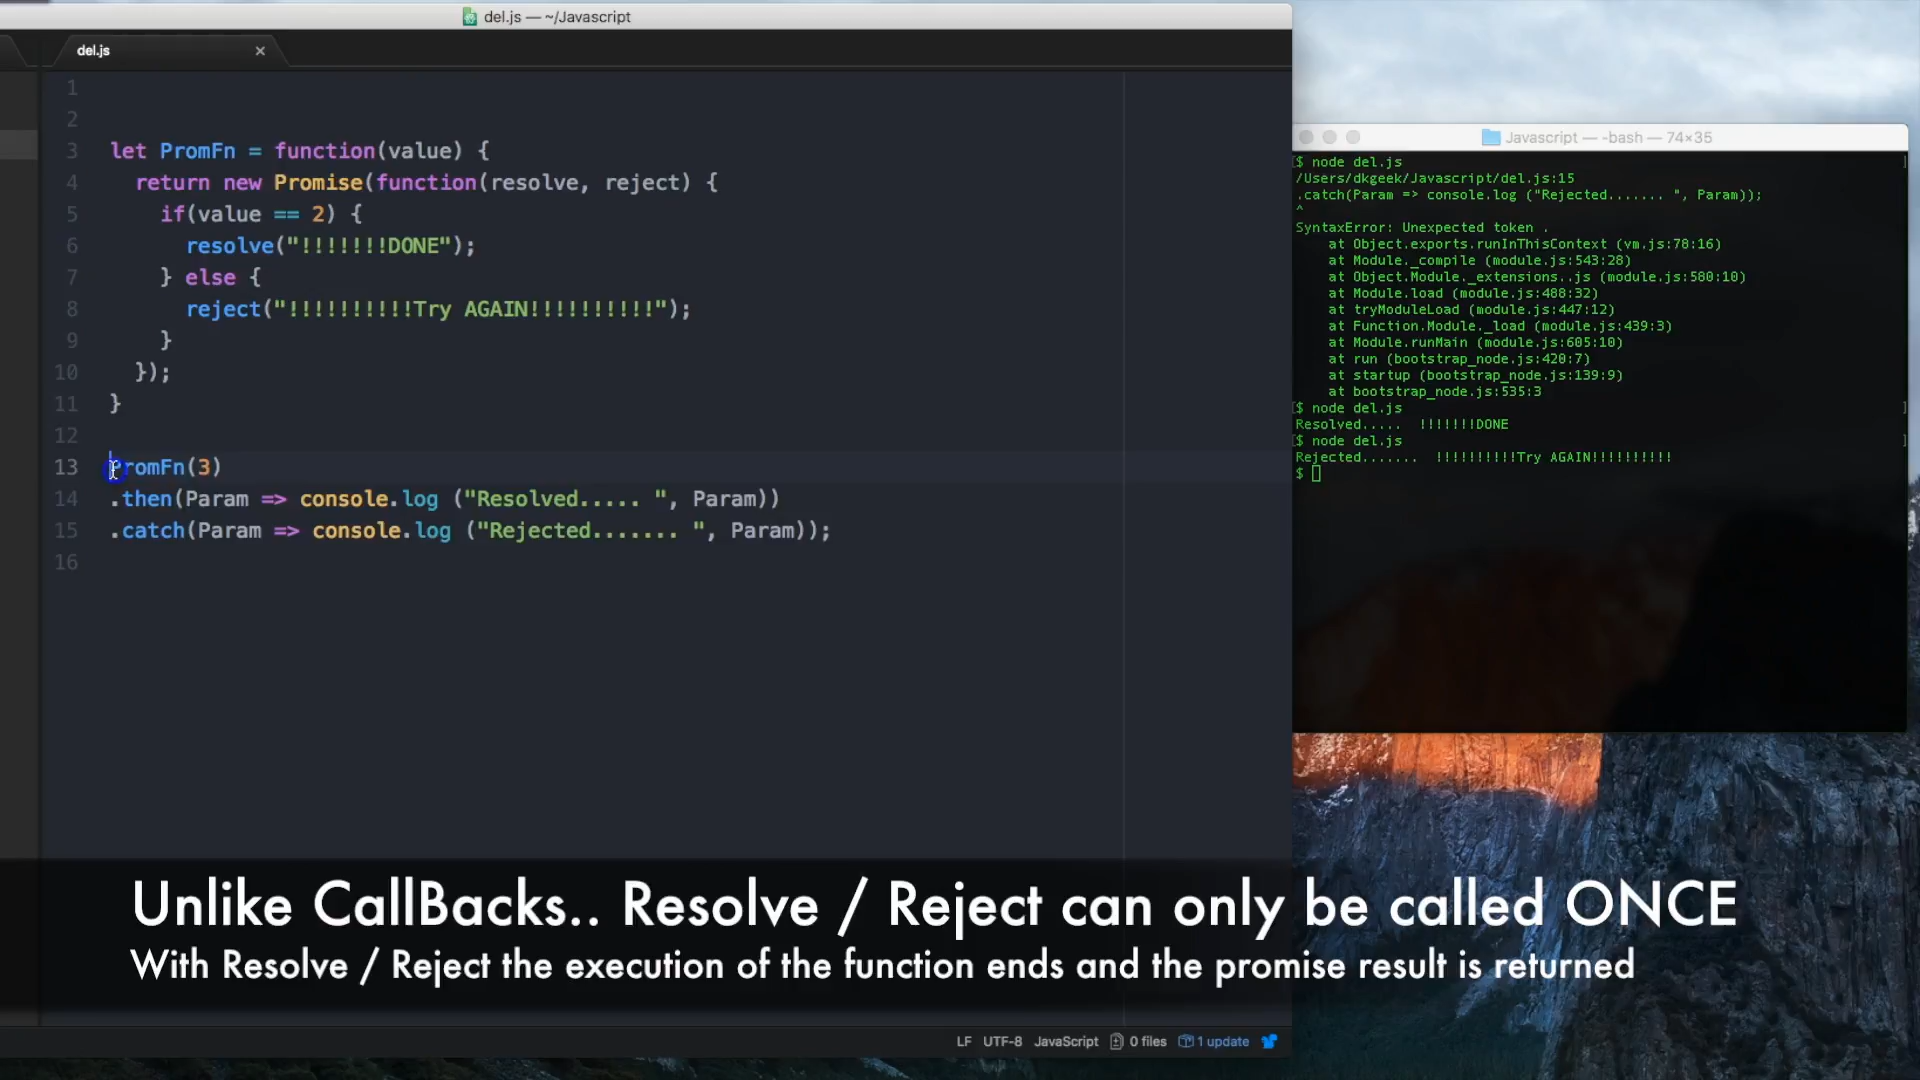 del.js — ~/Javascript
del.js ×
1
2
3 let PromFn = function(value) {
4 return new Promise(function(resolve, reject) {
5 if(value == 2) {
6 resolve("!!!!!!!DONE");
7 } else {
8 reject("!!!!!!!!!!Try AGAIN!!!!!!!!!!");
9 }
10 });
11 }
12
13 PromFn(3)
14 .then(Param => console.log ("Resolved..... ", Param))
15 .catch(Param => console.log ("Rejected....... ", Param));
16
Javascript — -bash — 74×35
[$ node del.js ]
/Users/dkgeek/Javascript/del.js:15
.catch(Param => console.log ("Rejected....... ", Param));
^
SyntaxError: Unexpected token .
at Object.exports.runInThisContext (vm.js:78:16)
at Module._compile (module.js:543:28)
at Object.Module._extensions..js (module.js:580:10)
at Module.load (module.js:488:32)
at tryModuleLoad (module.js:447:12)
at Function.Module._load (module.js:439:3)
at Module.runMain (module.js:605:10)
at run (bootstrap_node.js:420:7)
at startup (bootstrap_node.js:139:9)
at bootstrap_node.js:535:3
[$ node del.js ]
Resolved..... !!!!!!!DONE
[$ node del.js ]
Rejected....... !!!!!!!!!!Try AGAIN!!!!!!!!!!
$
Unlike CallBacks.. Resolve / Reject can only be called ONCE
With Resolve / Reject the execution of the function ends and the promise result is returned
LF UTF-8 JavaScript 0 files 1 update